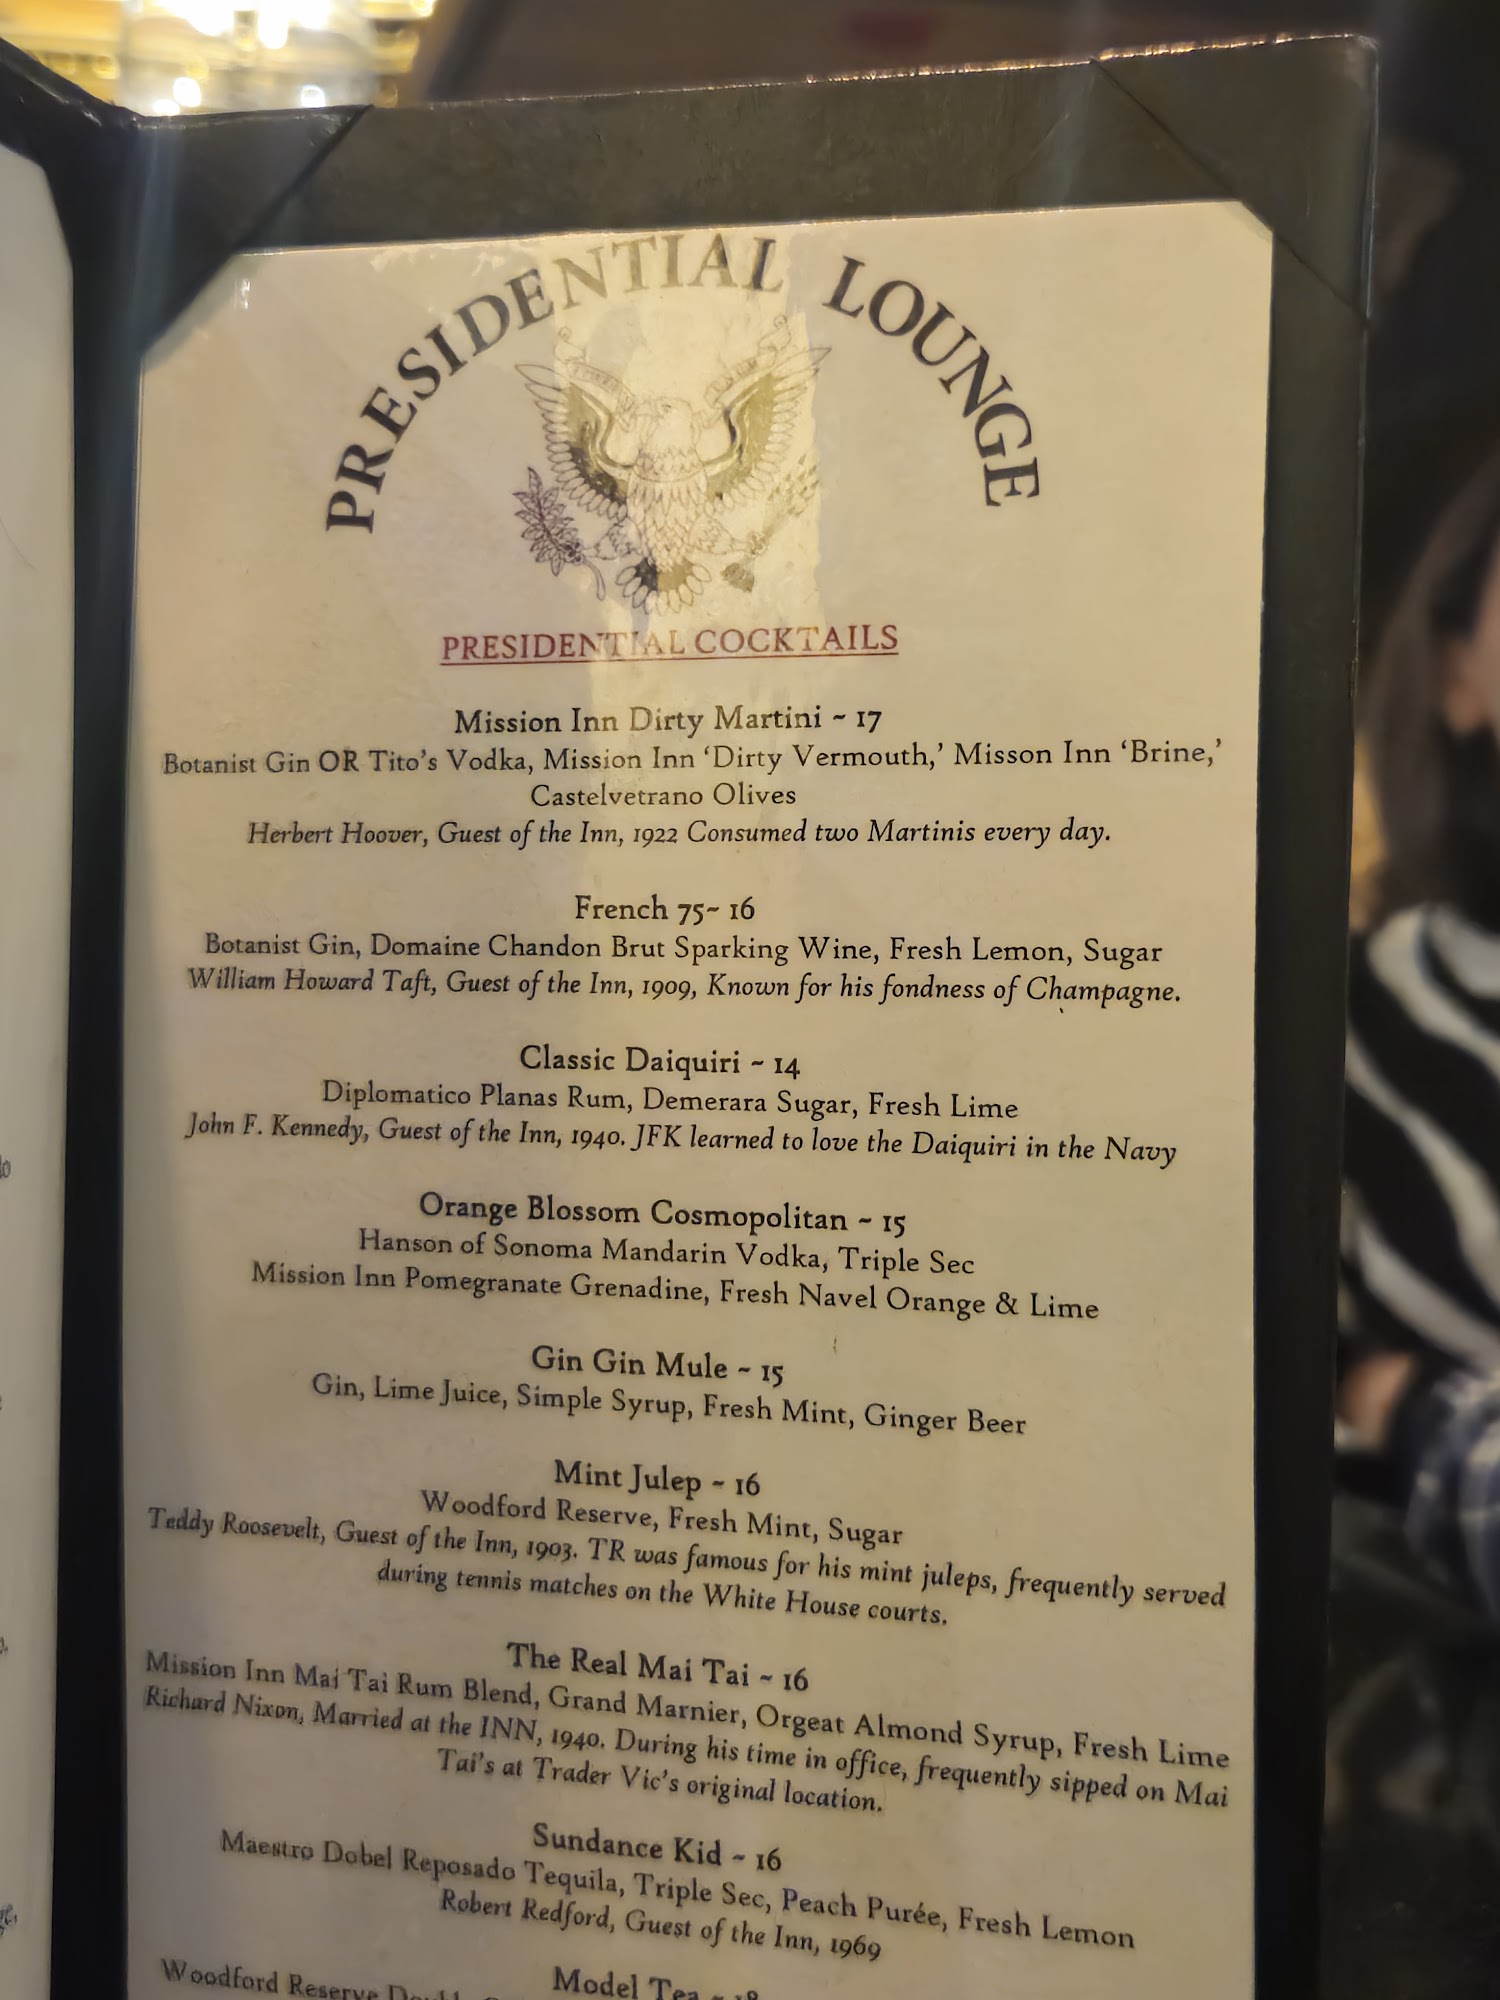 PRESIDENTIAL LOUNGE
PRESIDENTIAL COCKTAILS
Mission Inn Dirty Martini ~ 17
Botanist Gin OR Tito's Vodka, Mission Inn 'Dirty Vermouth,' Misson Inn 'Brine,'
Castelvetrano Olives
Herbert Hoover, Guest of the Inn, 1922 Consumed two Martinis every day.
French 75~ 16
Botanist Gin, Domaine Chandon Brut Sparking Wine, Fresh Lemon, Sugar
William Howard Taft, Guest of the Inn, 1909, Known for his fondness of Champagne.
Classic Daiquiri ~ 14
Diplomatico Planas Rum, Demerara Sugar, Fresh Lime
John F. Kennedy, Guest of the Inn, 1940. JFK learned to love the Daiquiri in the Navy
Orange Blossom Cosmopolitan ~ 15
Hanson of Sonoma Mandarin Vodka, Triple Sec
Mission Inn Pomegranate Grenadine, Fresh Navel Orange & Lime
Gin Gin Mule ~ 15
Gin, Lime Juice, Simple Syrup, Fresh Mint, Ginger Beer
Mint Julep ~ 16
Woodford Reserve, Fresh Mint, Sugar
Teddy Roosevelt, Guest of the Inn, 1903. TR was famous for his mint juleps, frequently served
during tennis matches on the White House courts.
The Real Mai Tai ~ 16
Mission Inn Mai Tai Rum Blend, Grand Marnier, Orgeat Almond Syrup, Fresh Lime
Richard Nixon, Married at the INN, 1940. During his time in office, frequently sipped on Mai
Tai's at Trader Vic's original location.
Sundance Kid ~ 16
Maestro Dobel Reposado Tequila, Triple Sec, Peach Purée, Fresh Lemon
Robert Redford, Guest of the Inn, 1969
Model Tea ~ 18
Woodford Reserve